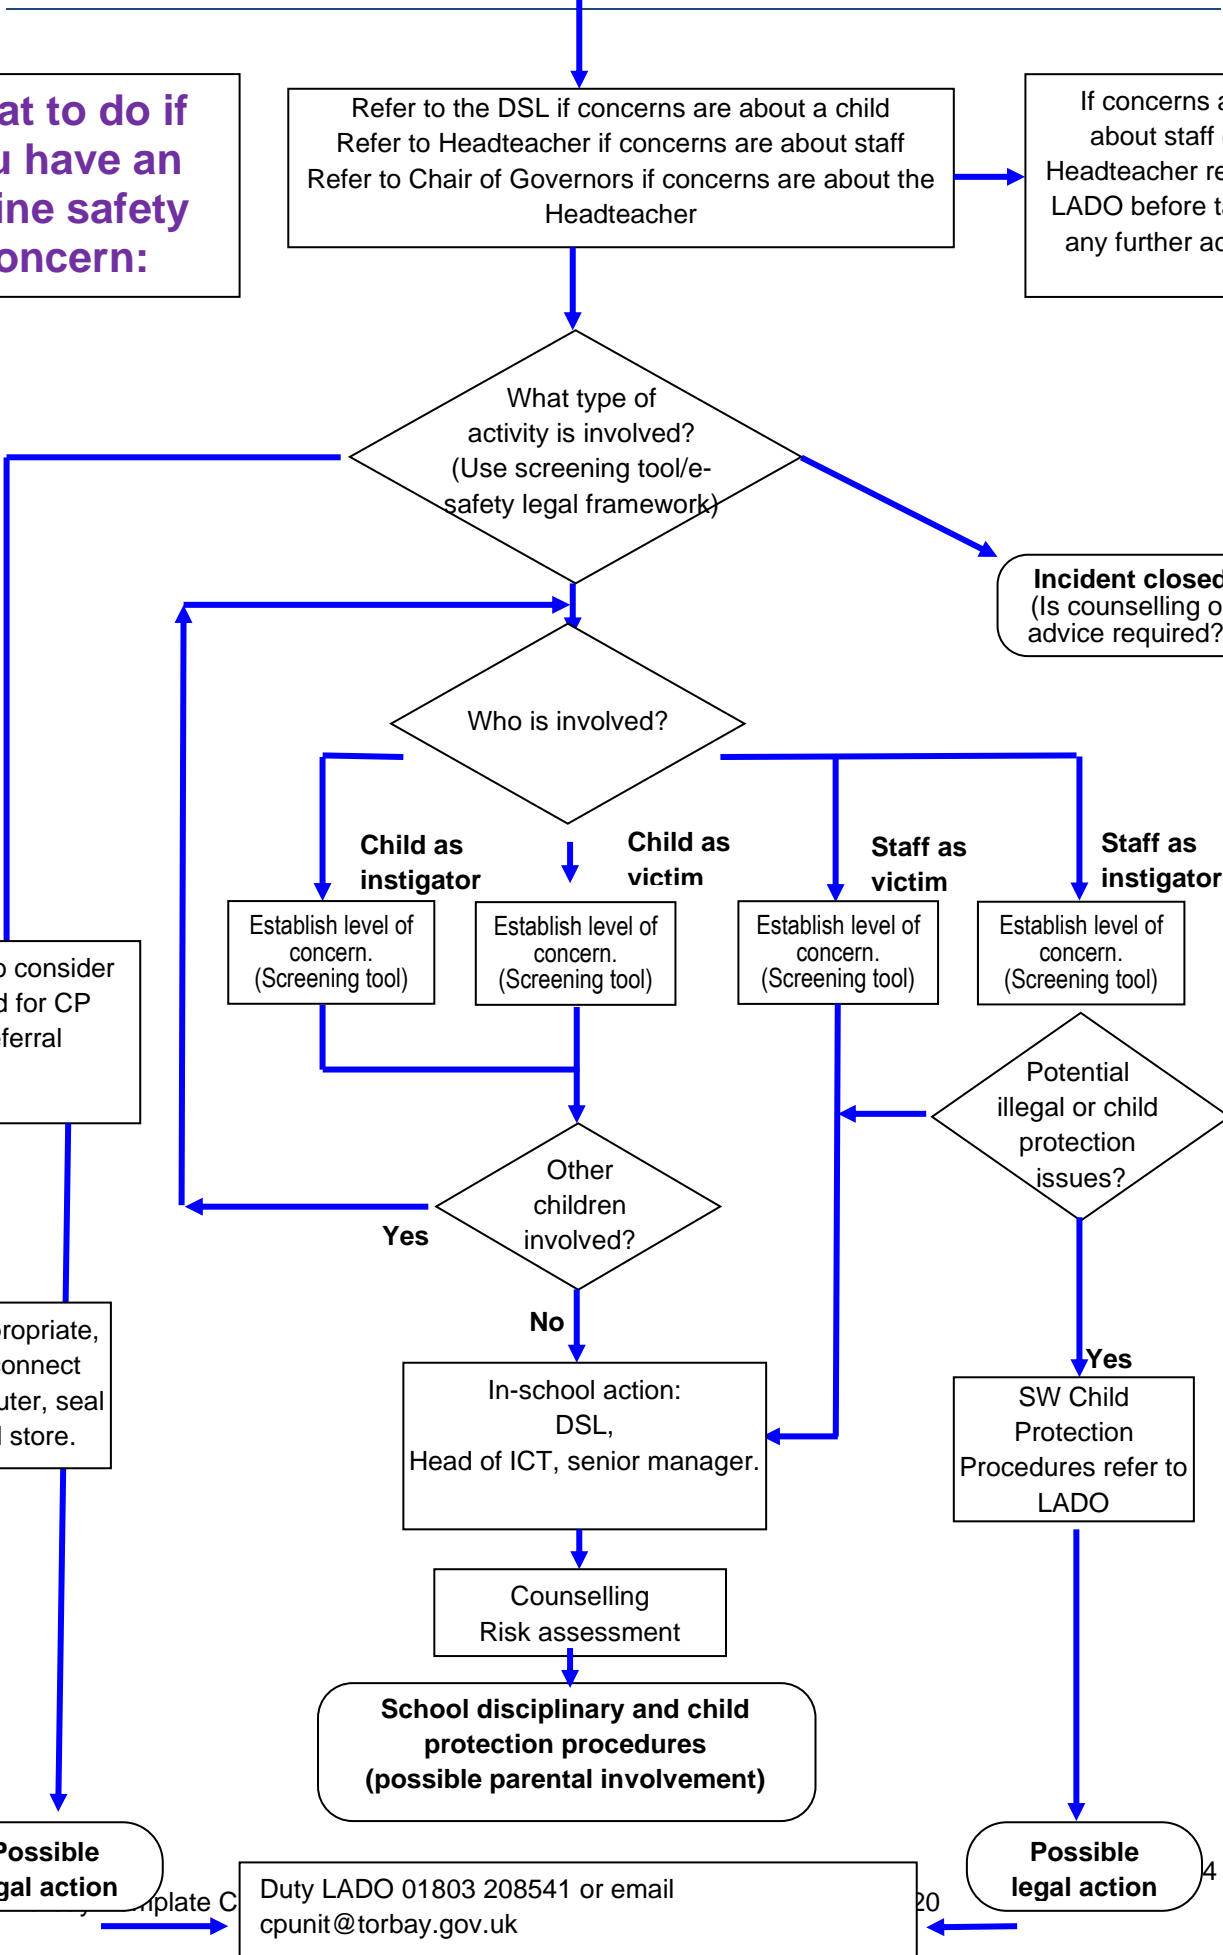 at to do if
u have an
ine safety
oncern:
Refer to the DSL if concerns are about a child
Refer to Headteacher if concerns are about staff
Refer to Chair of Governors if concerns are about the
Headteacher
If concerns a
about staff
Headteacher re
LADO before ta
any further ac
What type of
activity is involved?
(Use screening tool/e-
safety legal framework)
Incident closed
(Is counselling o
advice required?
Who is involved?
Child as
instigator
Child as
victim
Staff as
victim
Staff as
instigator
Establish level of
concern.
(Screening tool)
Establish level of
concern.
(Screening tool)
Establish level of
concern.
(Screening tool)
Establish level of
concern.
(Screening tool)
o consider
d for CP
eferral
Potential
illegal or child
protection
issues?
Other
children
involved?
Yes
No
ropriate,
connect
uter, seal
d store.
In-school action:
DSL,
Head of ICT, senior manager.
Yes
SW Child
Protection
Procedures refer to
LADO
Counselling
Risk assessment
School disciplinary and child
protection procedures
(possible parental involvement)
Possible
gal action
Possible
legal action
4
mplate C
20
Duty LADO 01803 208541 or email
cpunit@torbay.gov.uk